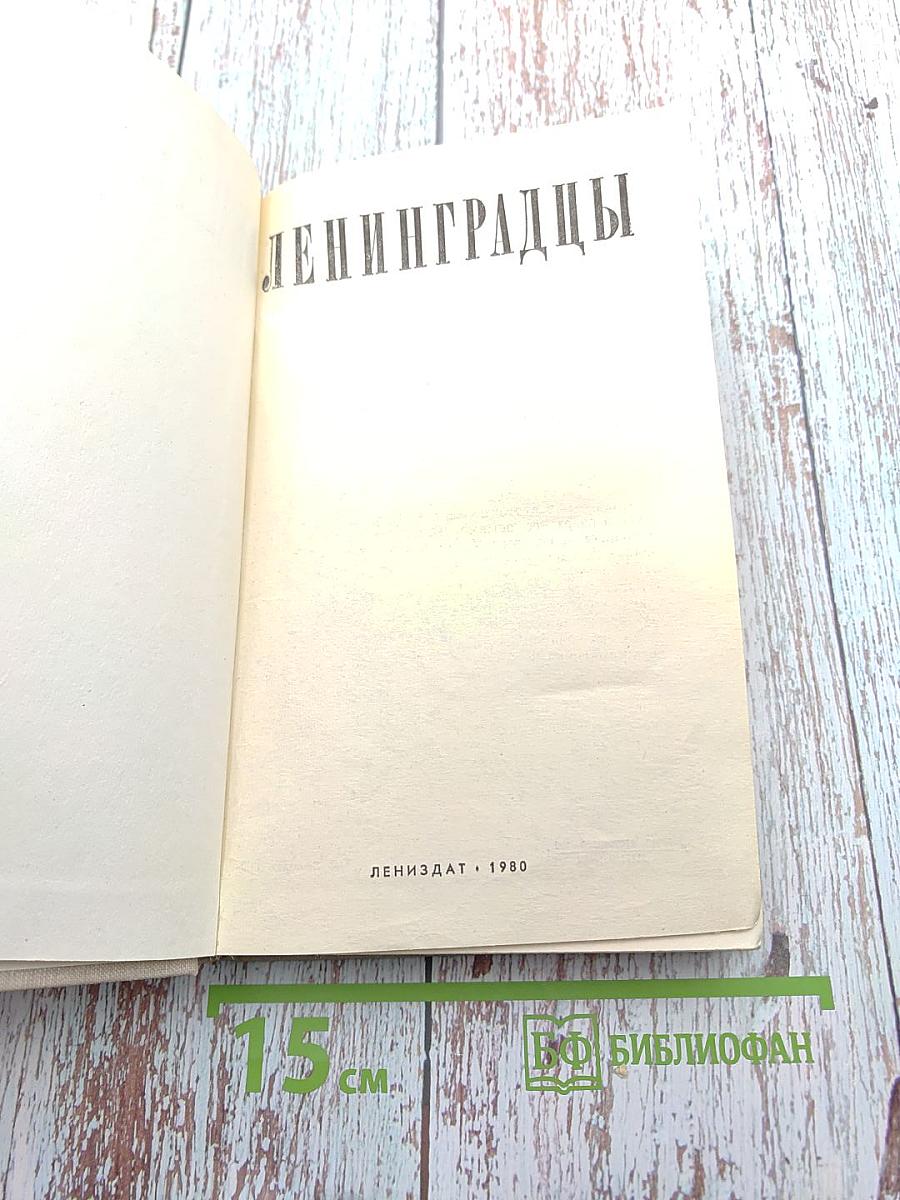 ЛЕНИНГРАДЦЫ
ЛЕНИЗДАТ • 1980
15 см
БФ БИБЛИОФАН